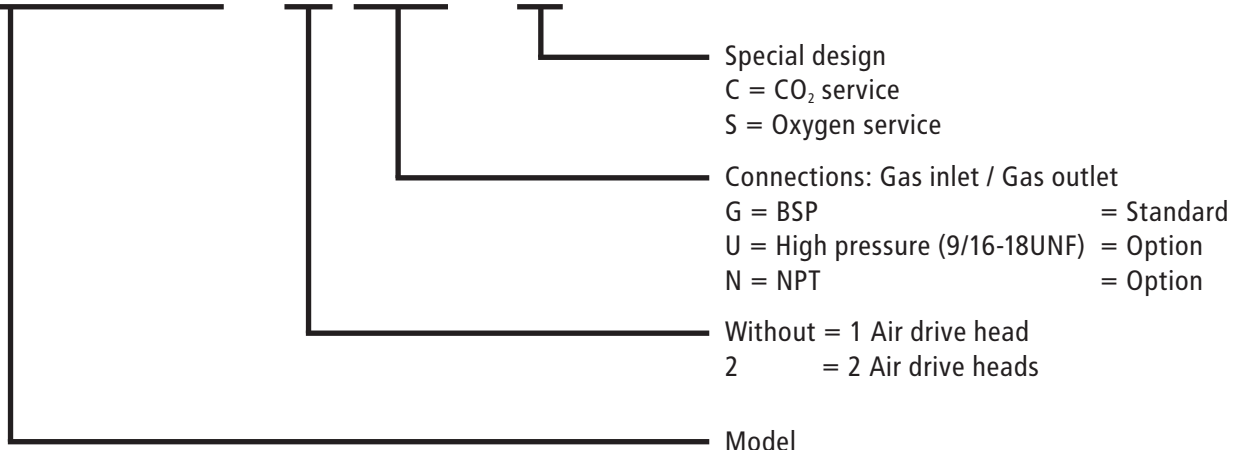 Special design
C = CO₂ service
S = Oxygen service
Connections: Gas inlet / Gas outlet
G = BSP = Standard
U = High pressure (9/16-18UNF) = Option
N = NPT = Option
Without = 1 Air drive head
2 = 2 Air drive heads
Model